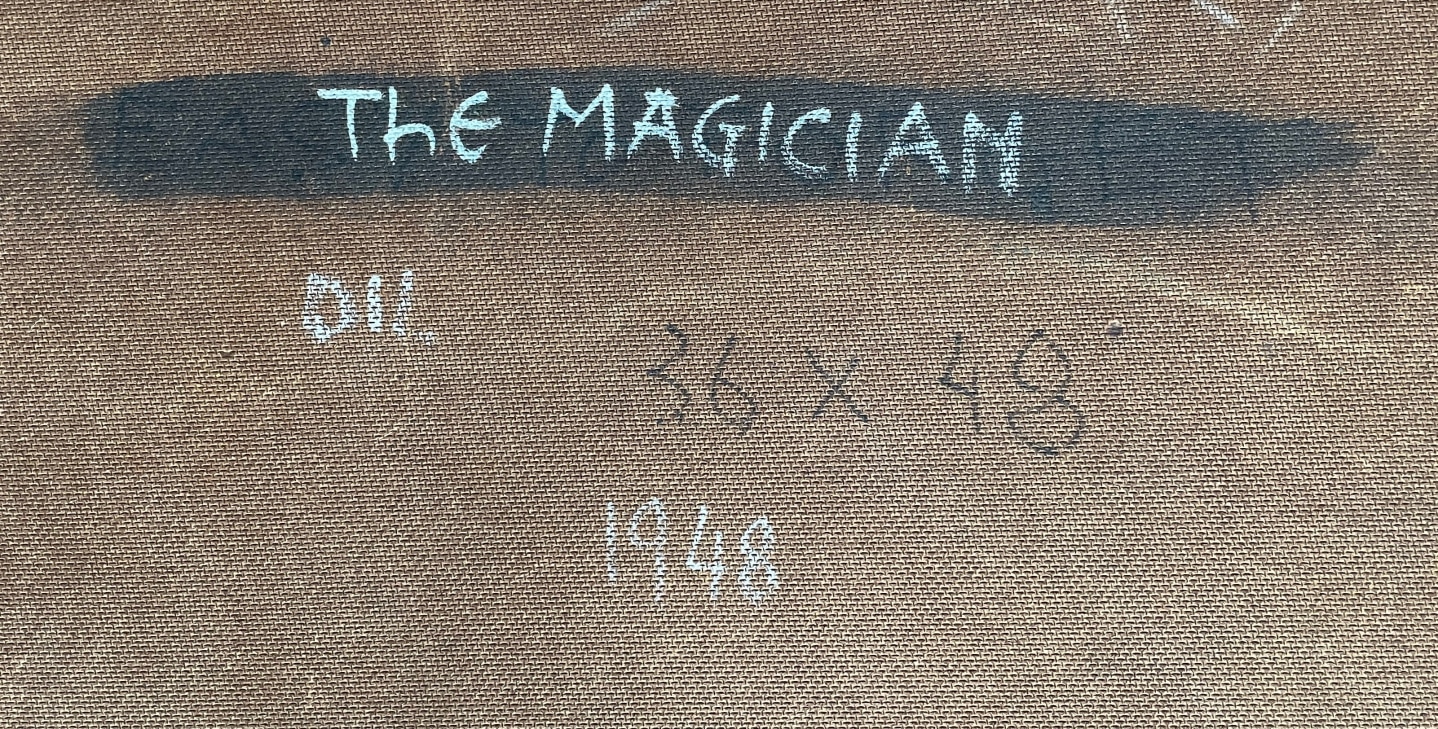 The MAGICIAN
OIL
36 x 48"
1948